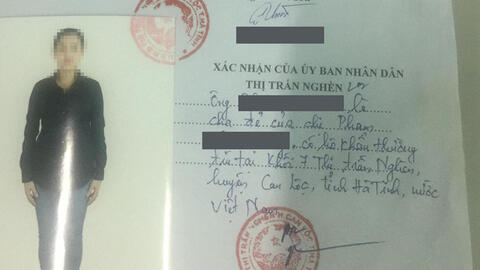 XÁC NHẬN CỦA ỦY BAN NHÂN DÂN
THỊ TRẤN NGHÈN
Ông là
cha đẻ của chị Phạm
, có hộ khẩu thường
trú tại Khối 7 Thị trấn Nghèn,
huyện Can Lộc, tỉnh Hà Tĩnh, nước
Việt Nam